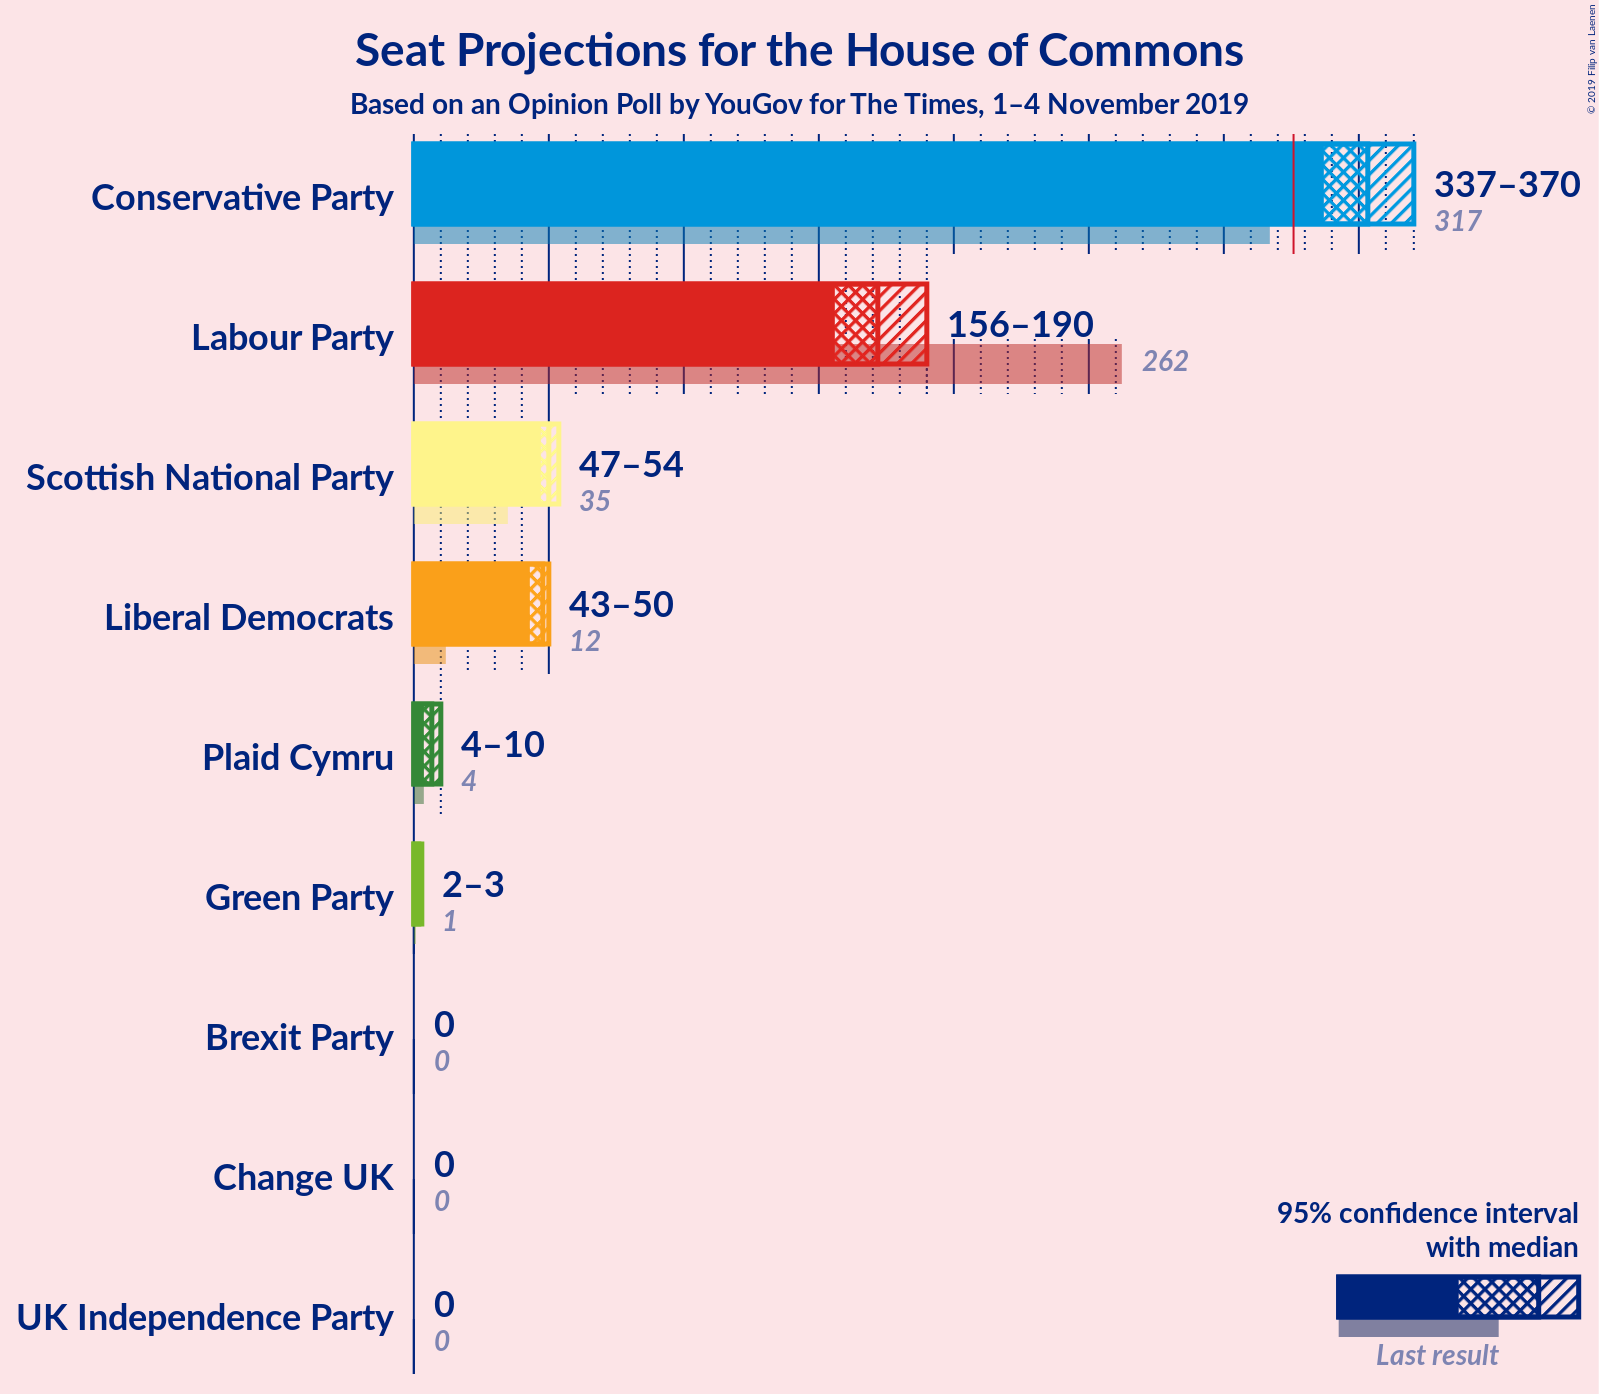 Seat Projections for the House of Commons
Based on an Opinion Poll by YouGov for The Times, 1–4 November 2019
© 2019 Filip van Laenen
Conservative Party
337–370
317
Labour Party
156–190
262
Scottish National Party
47–54
35
Liberal Democrats
43–50
12
Plaid Cymru
4–10
4
Green Party
2–3
1
Brexit Party
0
0
Change UK
0
0
UK Independence Party
0
0
95% confidence interval
with median
Last result